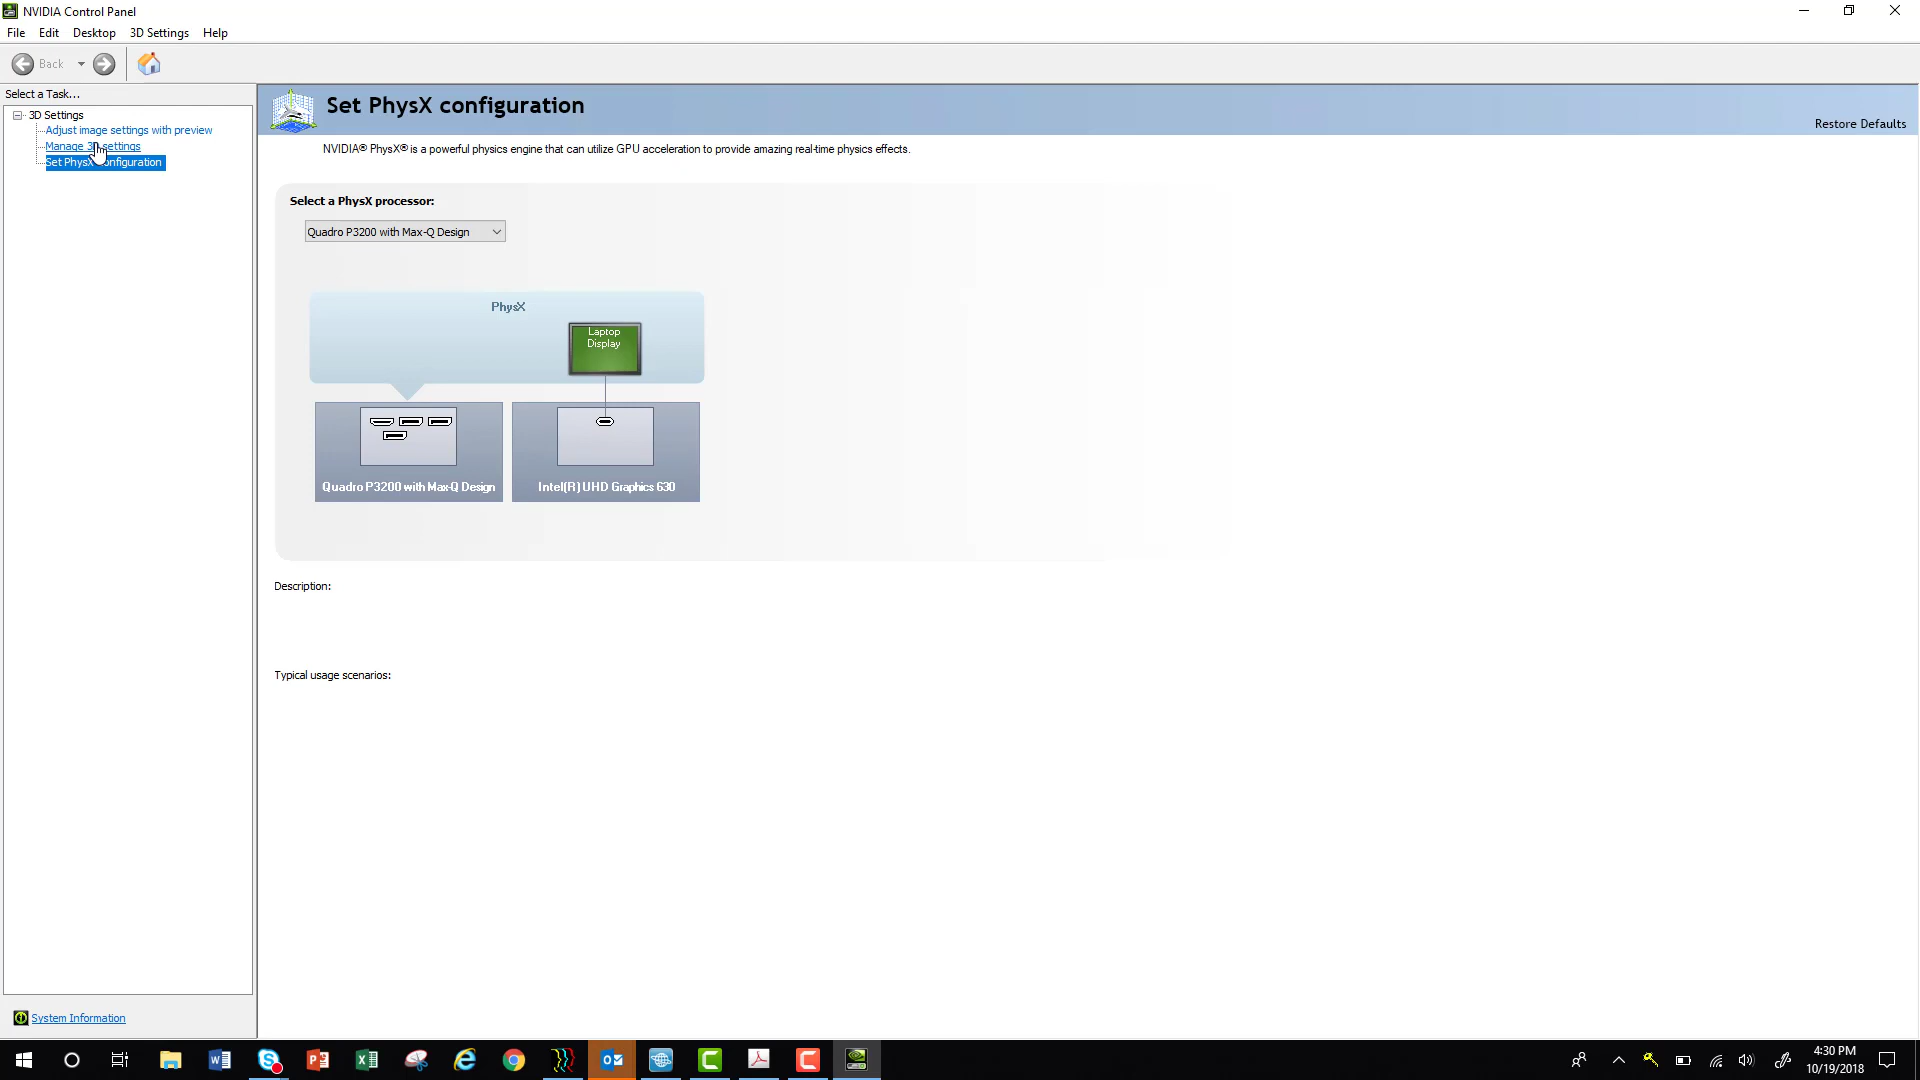 NVIDIA Control Panel
File Edit Desktop 3D Settings Help
Back
Select a Task...
3D Settings
Adjust image settings with preview
Manage 3D settings
Set PhysX Configuration
System Information
Set PhysX configuration
Restore Defaults
NVIDIA® PhysX® is a powerful physics engine that can utilize GPU acceleration to provide amazing real-time physics effects.
Select a PhysX processor:
Quadro P3200 with Max-Q Design
PhysX
Laptop
Display
Quadro P3200 with Max-Q Design
Intel(R) UHD Graphics 630
Description:
Typical usage scenarios:
4:30 PM
10/19/2018